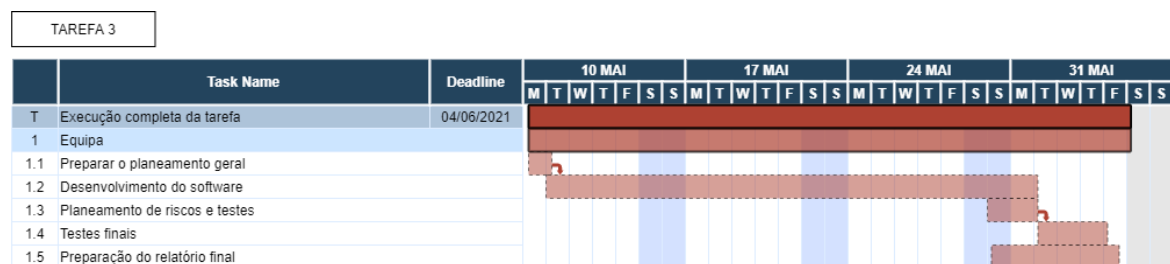 TAREFA 3
Task Name Deadline 10 MAI 17 MAI 24 MAI 31 MAI
M T W T F S S M T W T F S S M T W T F S S M T W T F S S
T Execução completa da tarefa 04/06/2021
1 Equipa
1.1 Preparar o planeamento geral
1.2 Desenvolvimento do software
1.3 Planeamento de riscos e testes
1.4 Testes finais
1.5 Preparação do relatório final